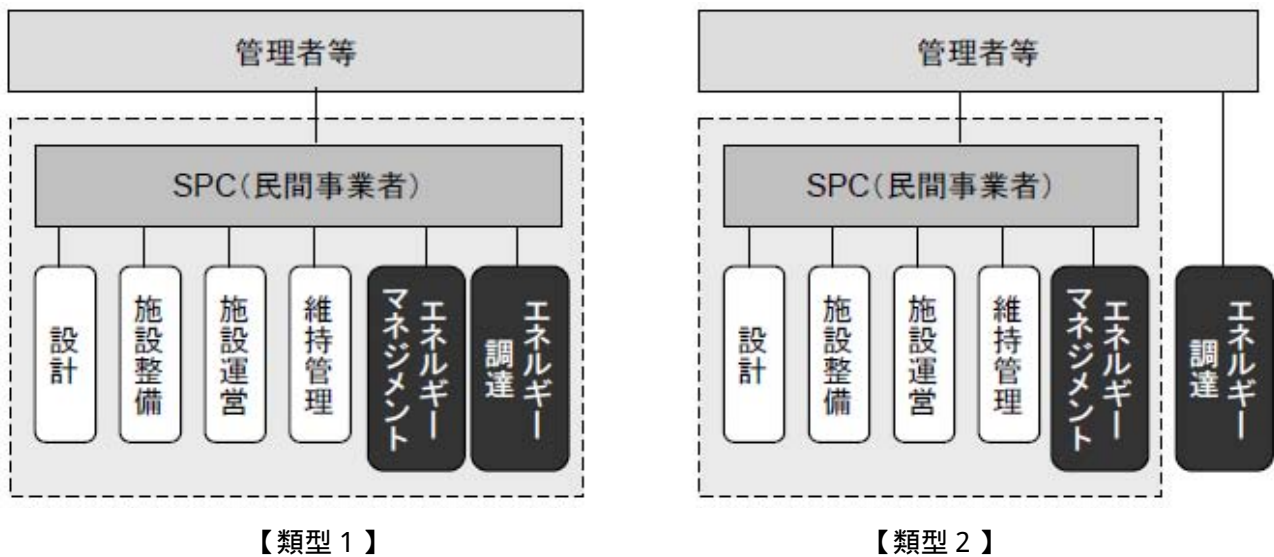 管理者等
SPC(民間事業者)
設計
施設整備
施設運営
維持管理
エネルギー
マネジメント
エネルギー
調達
【類型1】
管理者等
SPC(民間事業者)
設計
施設整備
施設運営
維持管理
エネルギー
マネジメント
エネルギー
調達
【類型2】